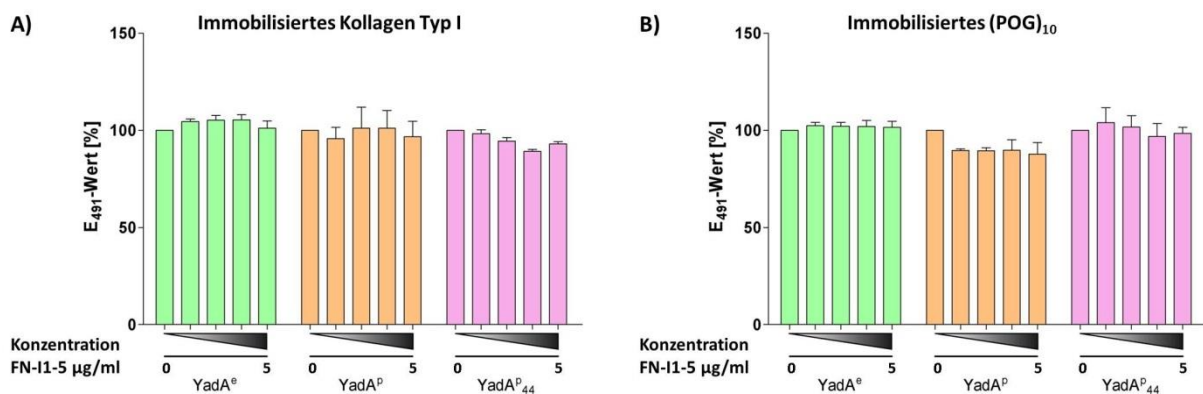 A)
Immobilisiertes Kollagen Typ I
150
100
50
0
E₄₉₁-Wert [%]
Konzentration
FN-I1-5 µg/ml
0 5 0 5 0 5
YadAᵉ YadAᵖ YadAᵖ₄₄
B)
Immobilisiertes (POG)₁₀
150
100
50
0
E₄₉₁-Wert [%]
Konzentration
FN-I1-5 µg/ml
0 5 0 5 0 5
YadAᵉ YadAᵖ YadAᵖ₄₄